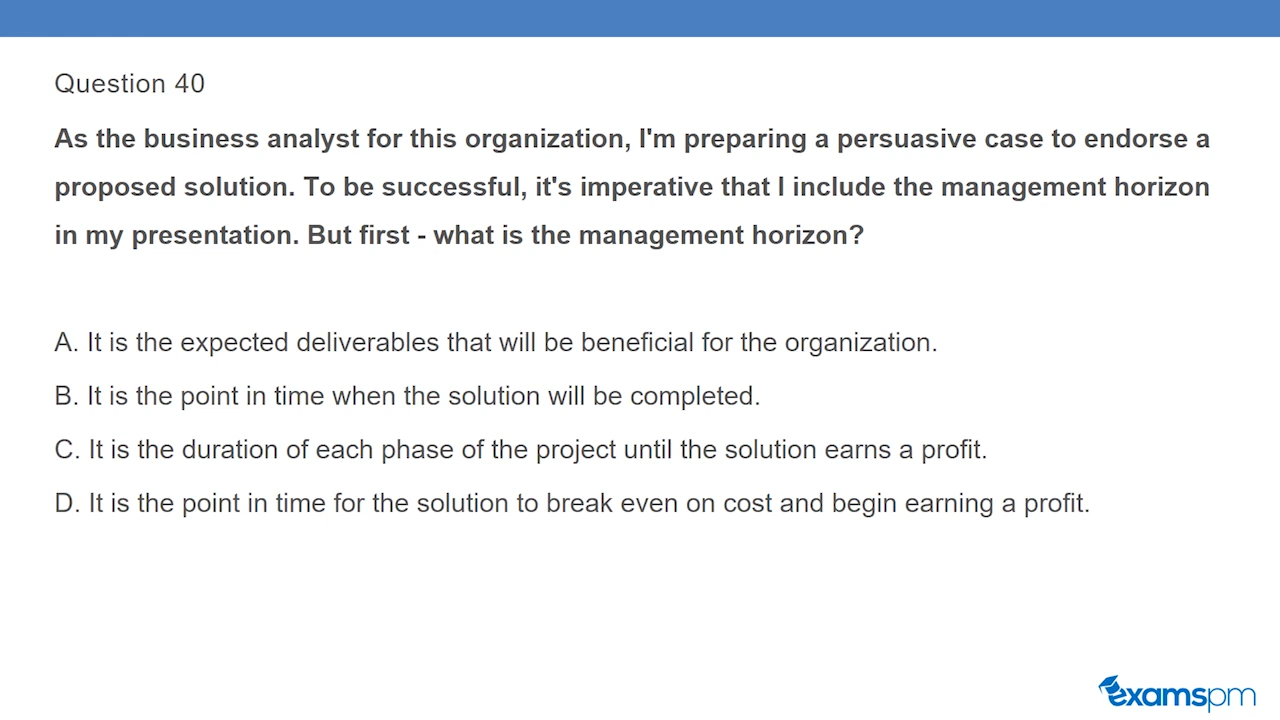 Question 40
As the business analyst for this organization, I'm preparing a persuasive case to endorse a
proposed solution. To be successful, it's imperative that I include the management horizon
in my presentation. But first - what is the management horizon?
A. It is the expected deliverables that will be beneficial for the organization.
B. It is the point in time when the solution will be completed.
C. It is the duration of each phase of the project until the solution earns a profit.
D. It is the point in time for the solution to break even on cost and begin earning a profit.
examspm